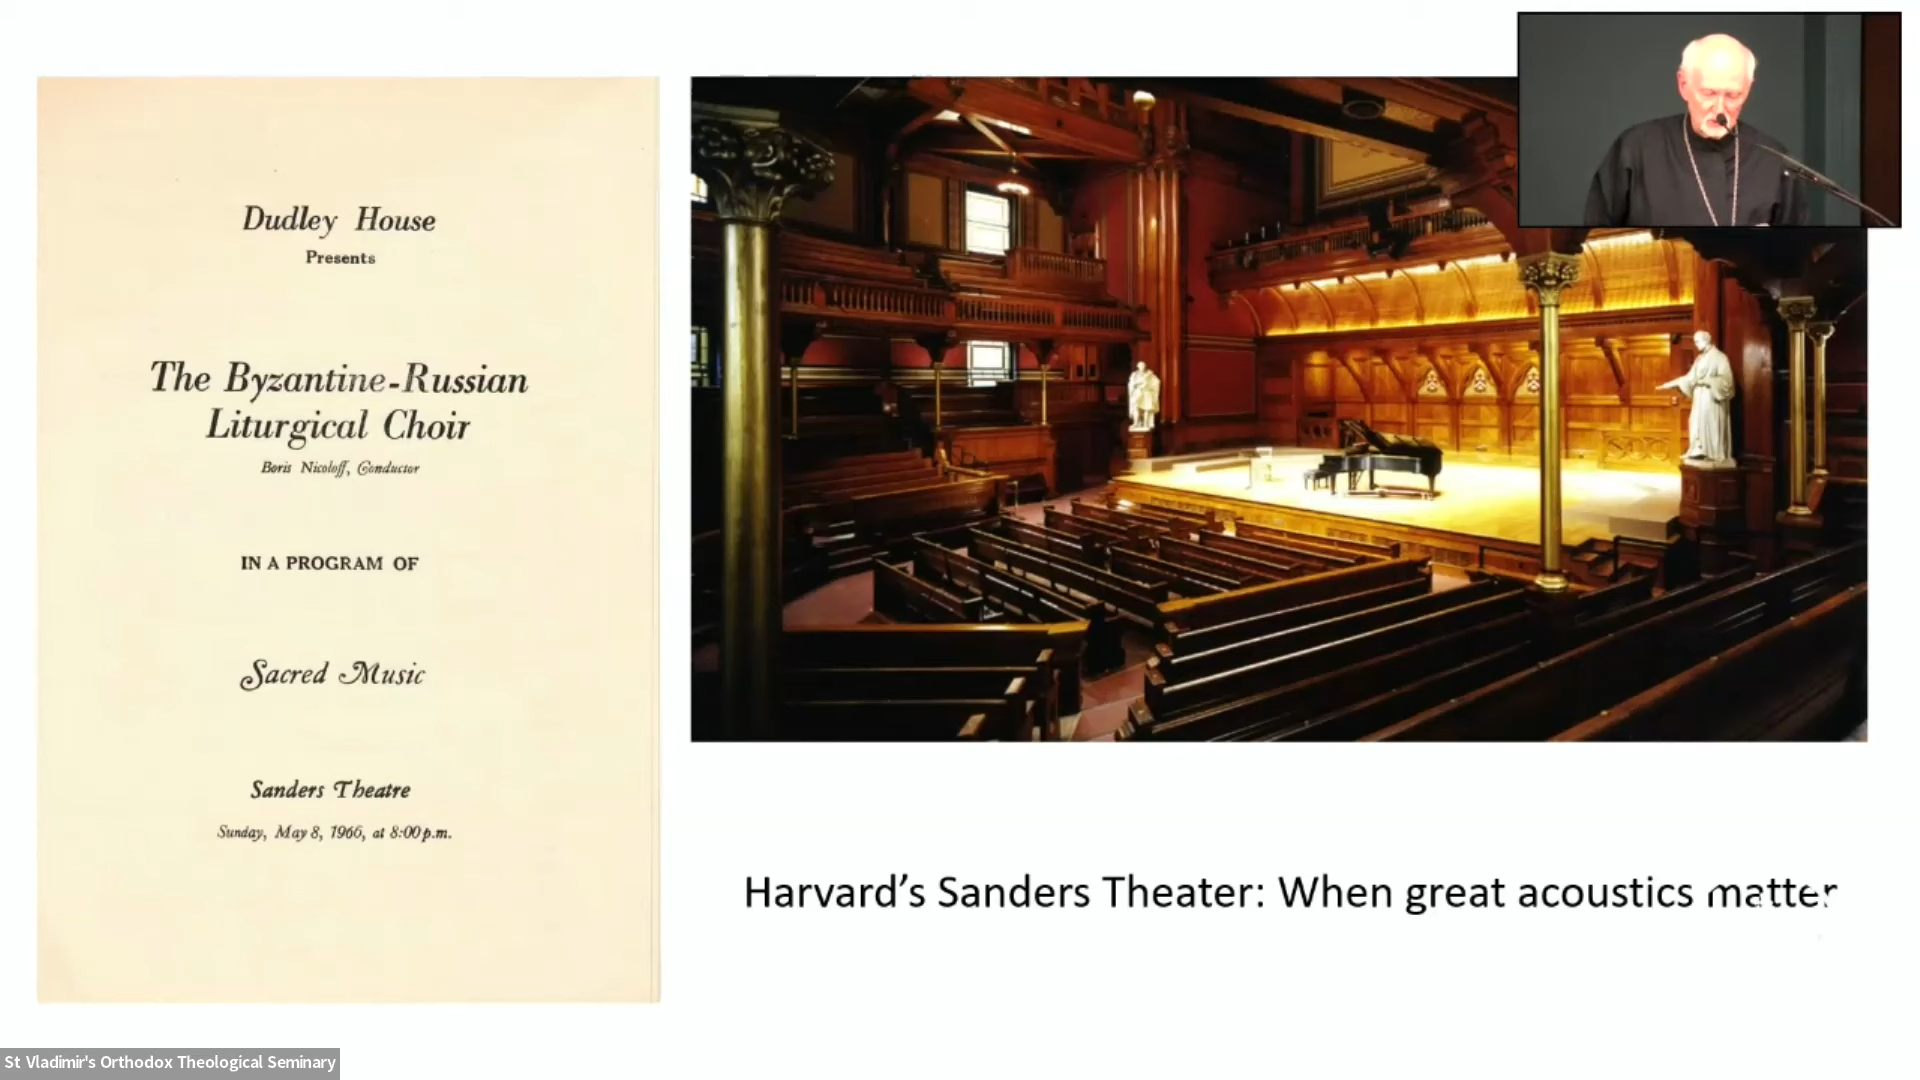 Dudley House
Presents
The Byzantine-Russian
Liturgical Choir
Boris Nicoloff, Conductor
IN A PROGRAM OF
Sacred Music
Sanders Theatre
Sunday, May 8, 1966, at 8:00 p.m.
Harvard's Sanders Theater: When great acoustics matter
St Vladimir's Orthodox Theological Seminary